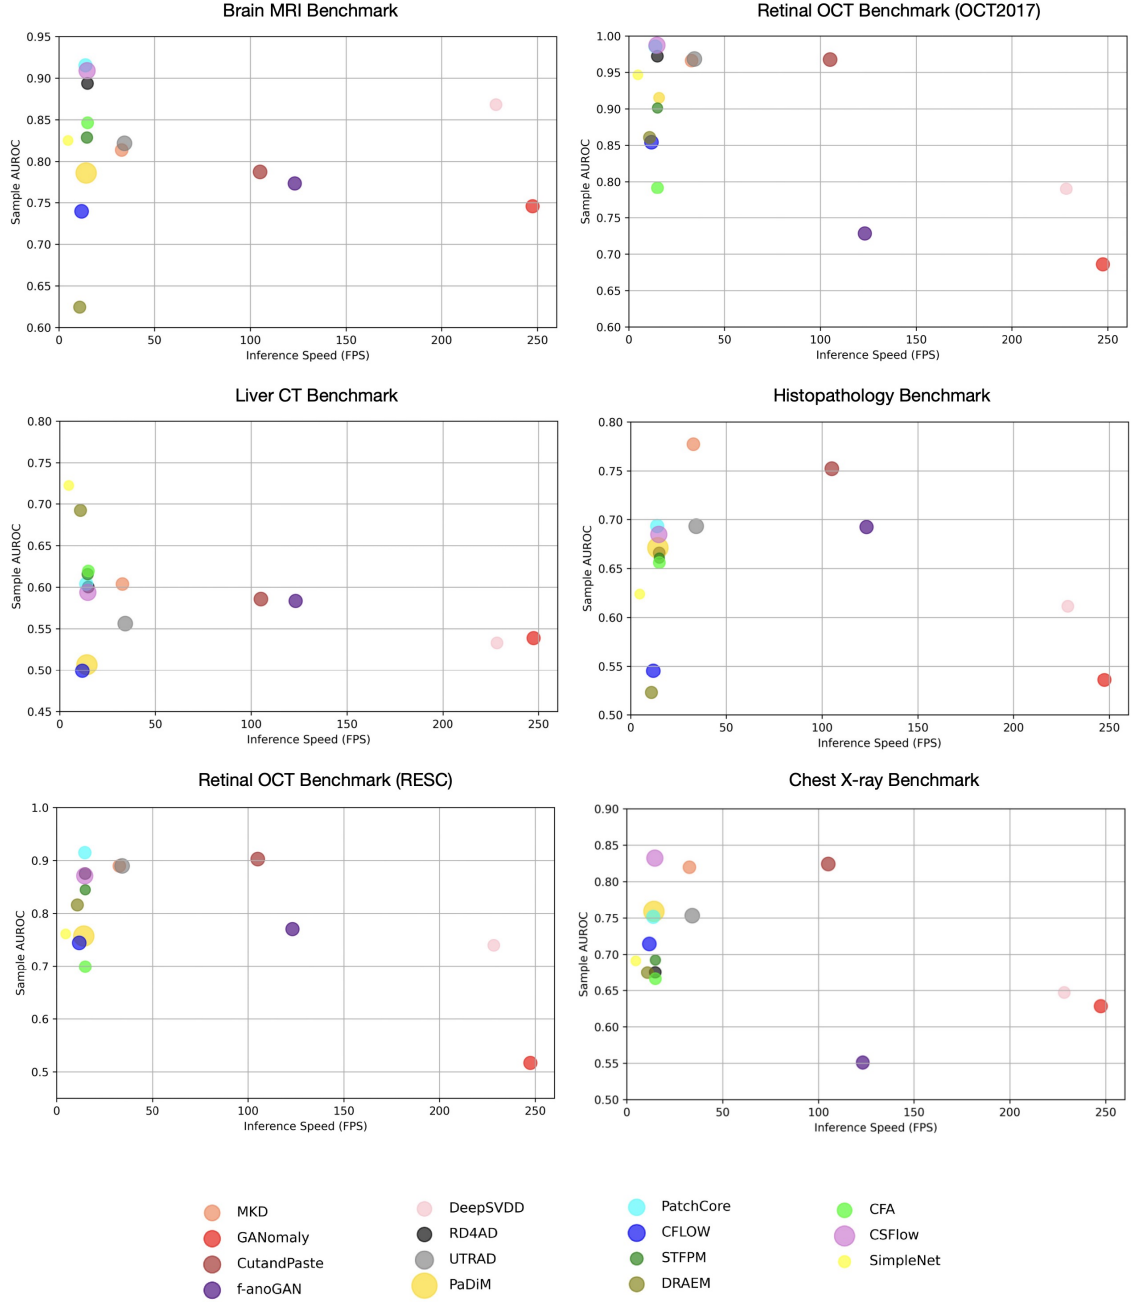 Brain MRI Benchmark
0.95
0.90
0.85
0.80
0.75
0.70
0.65
0.60
Sample AUROC
0 50 100 150 200 250
Inference Speed (FPS)
Retinal OCT Benchmark (OCT2017)
1.00
0.95
0.90
0.85
0.80
0.75
0.70
0.65
0.60
Sample AUROC
0 50 100 150 200 250
Inference Speed (FPS)
Liver CT Benchmark
0.80
0.75
0.70
0.65
0.60
0.55
0.50
0.45
Sample AUROC
0 50 100 150 200 250
Inference Speed (FPS)
Histopathology Benchmark
0.80
0.75
0.70
0.65
0.60
0.55
0.50
Sample AUROC
0 50 100 150 200 250
Inference Speed (FPS)
Retinal OCT Benchmark (RESC)
1.0
0.9
0.8
0.7
0.6
0.5
Sample AUROC
0 50 100 150 200 250
Inference Speed (FPS)
Chest X-ray Benchmark
0.90
0.85
0.80
0.75
0.70
0.65
0.60
0.55
0.50
Sample AUROC
0 50 100 150 200 250
Inference Speed (FPS)
MKD
GANomaly
CutandPaste
f-anoGAN
DeepSVDD
RD4AD
UTRAD
PaDiM
PatchCore
CFLOW
STFPM
DRAEM
CFA
CSFlow
SimpleNet